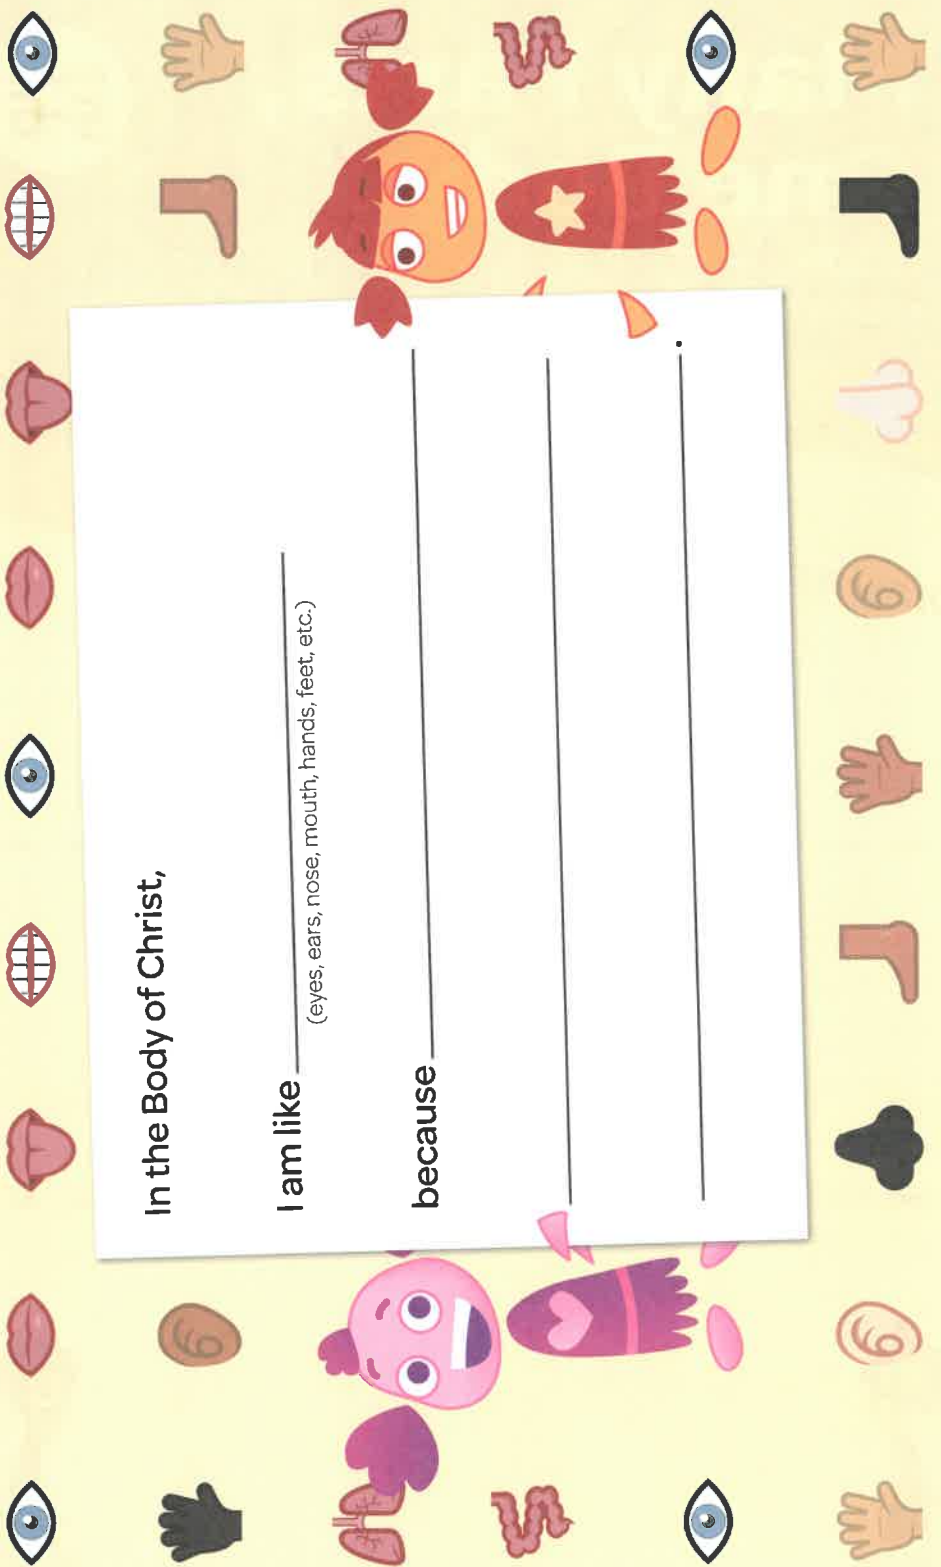 In the Body of Christ,
I am like
(eyes, ears, nose, mouth, hands, feet, etc.)
because
.